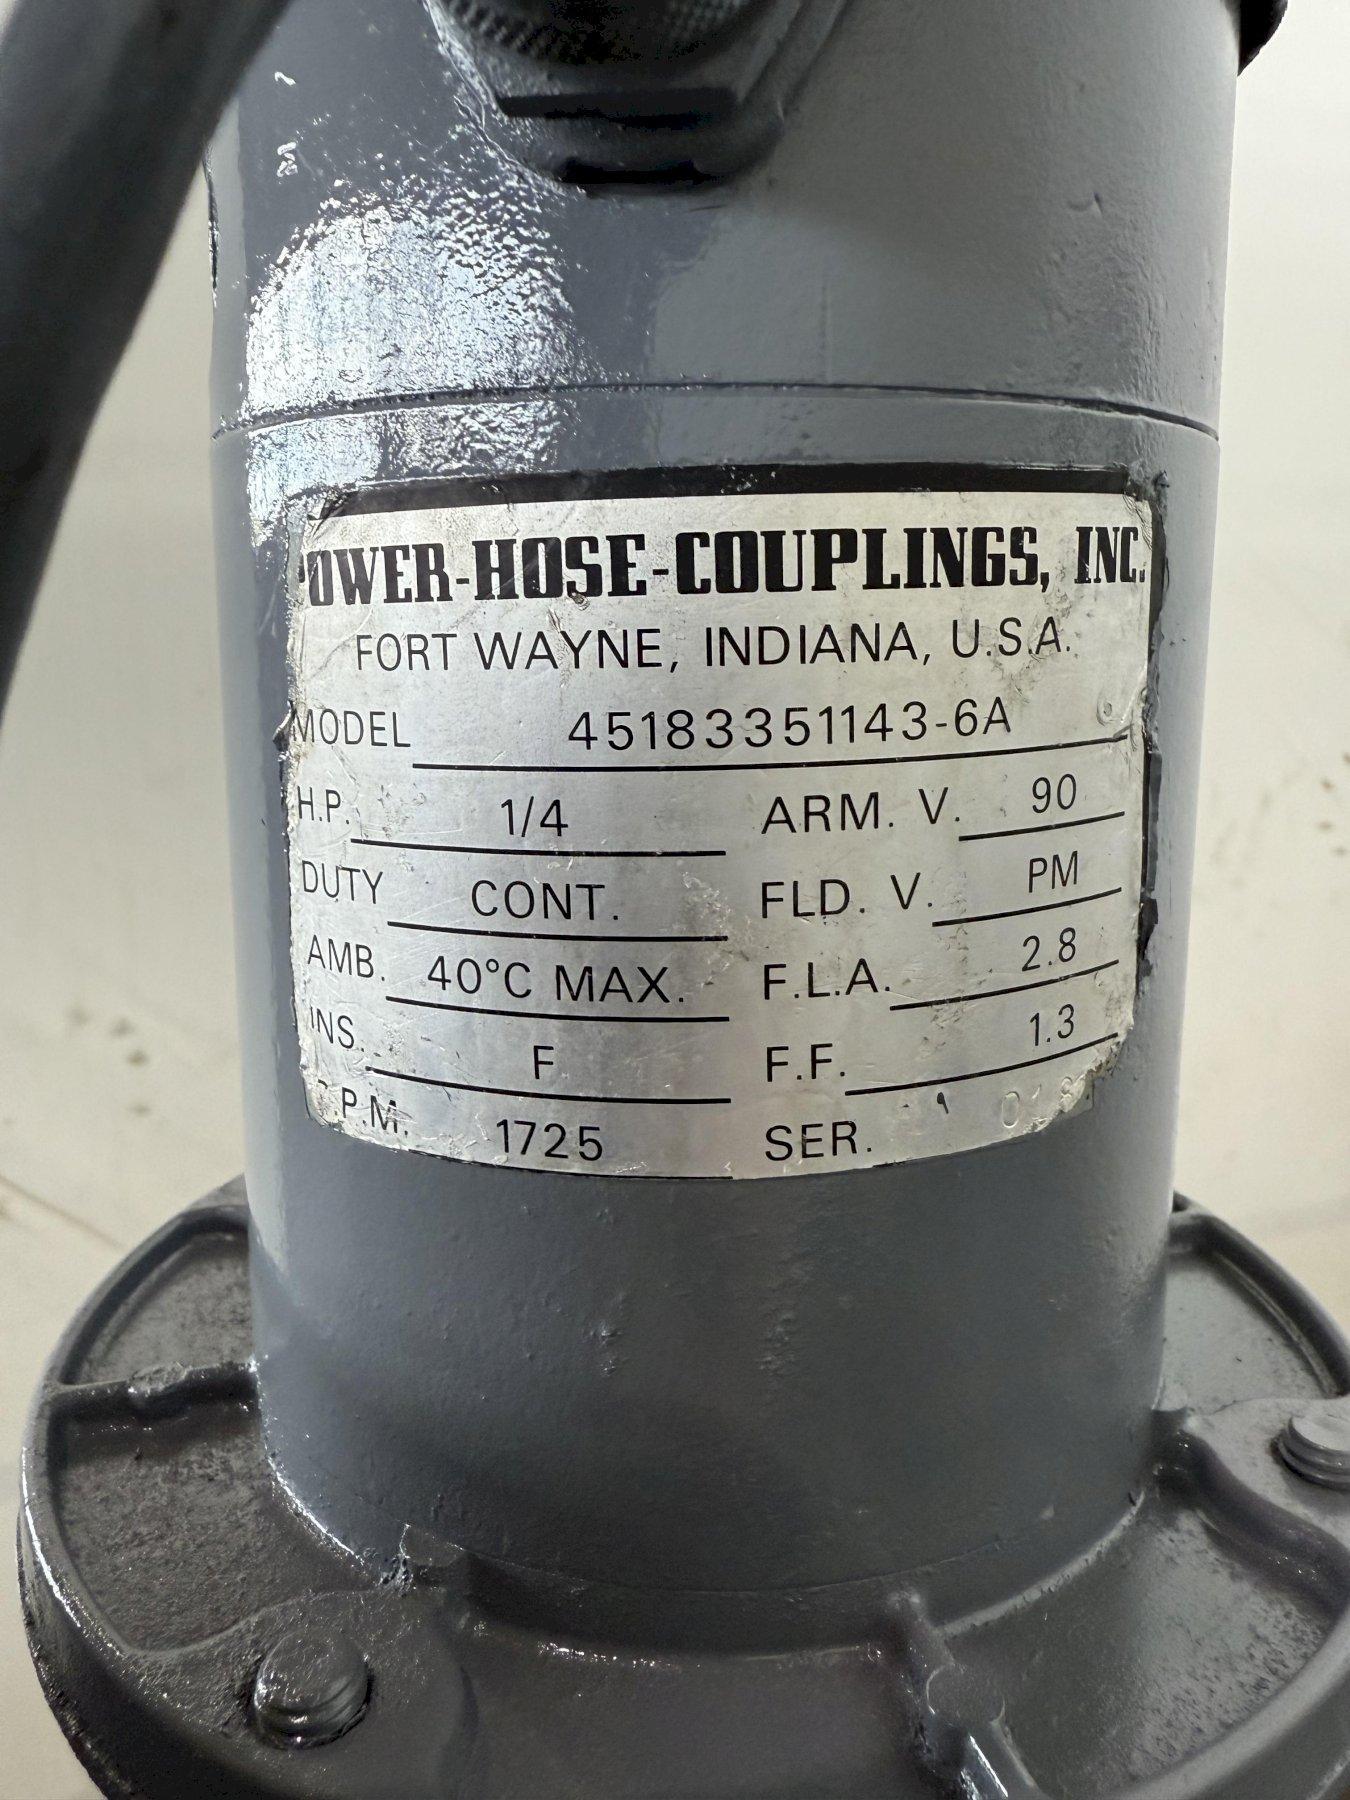 POWER-HOSE-COUPLINGS, INC.
FORT WAYNE, INDIANA, U.S.A.
MODEL 45183351143-6A
H.P. 1/4 ARM. V. 90
DUTY CONT. FLD. V. PM
AMB. 40°C MAX. F.L.A. 2.8
INS. F F.F. 1.3
R.P.M. 1725 SER.